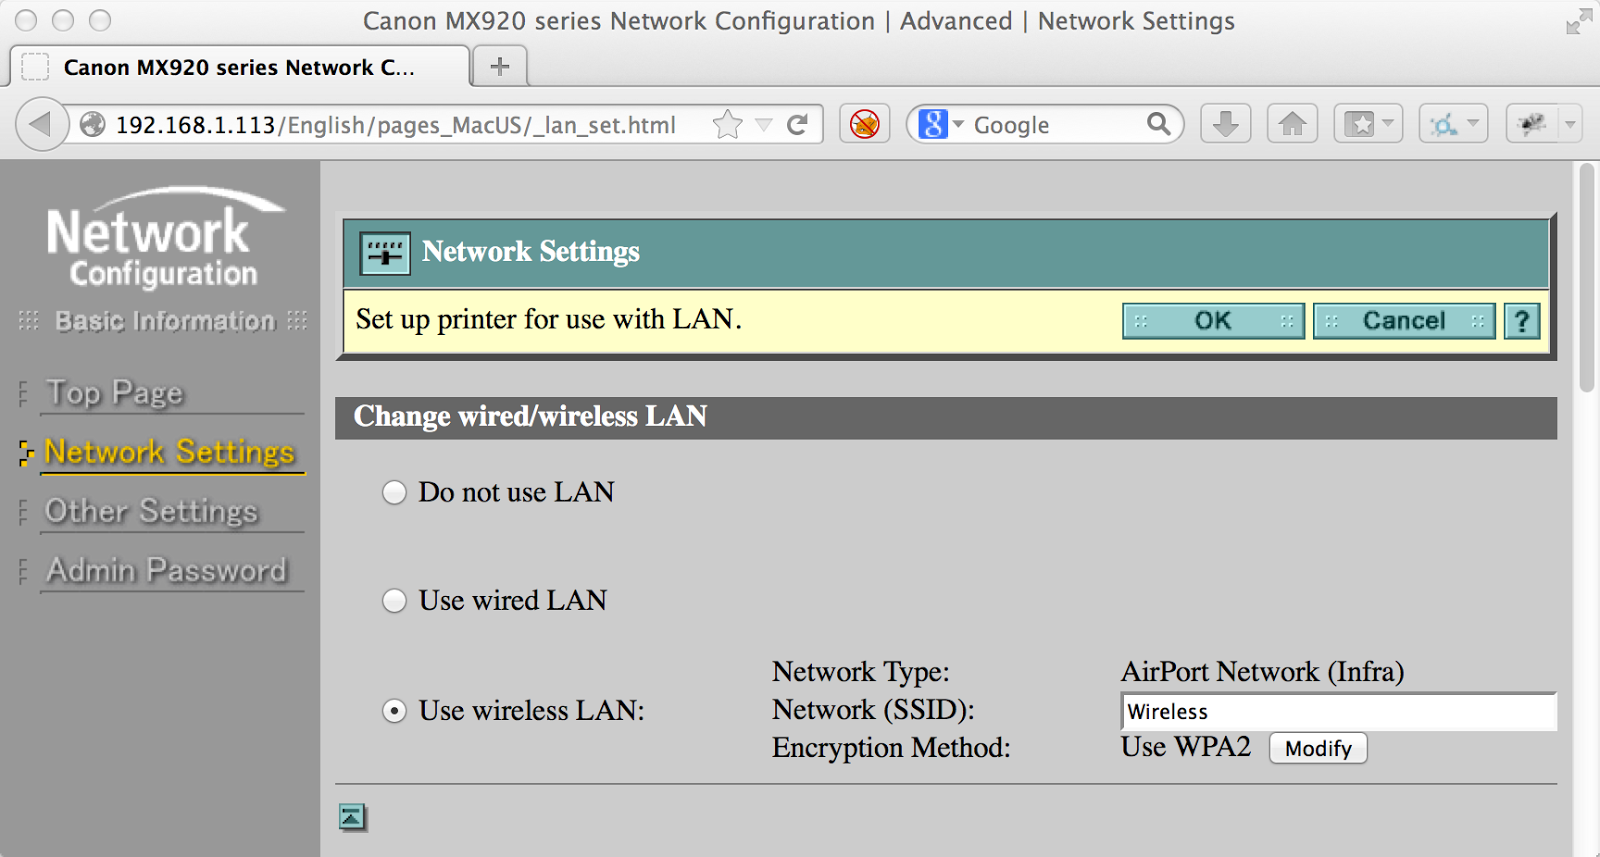 Canon MX920 series Network Configuration | Advanced | Network Settings
Canon MX920 series Network C...
192.168.1.113/English/pages_MacUS/_lan_set.html
Google
Network
Configuration
Basic Information
Top Page
Network Settings
Other Settings
Admin Password
Network Settings
Set up printer for use with LAN.
OK
Cancel
?
Change wired/wireless LAN
Do not use LAN
Use wired LAN
Use wireless LAN:
Network Type: AirPort Network (Infra)
Network (SSID): Wireless
Encryption Method: Use WPA2 Modify